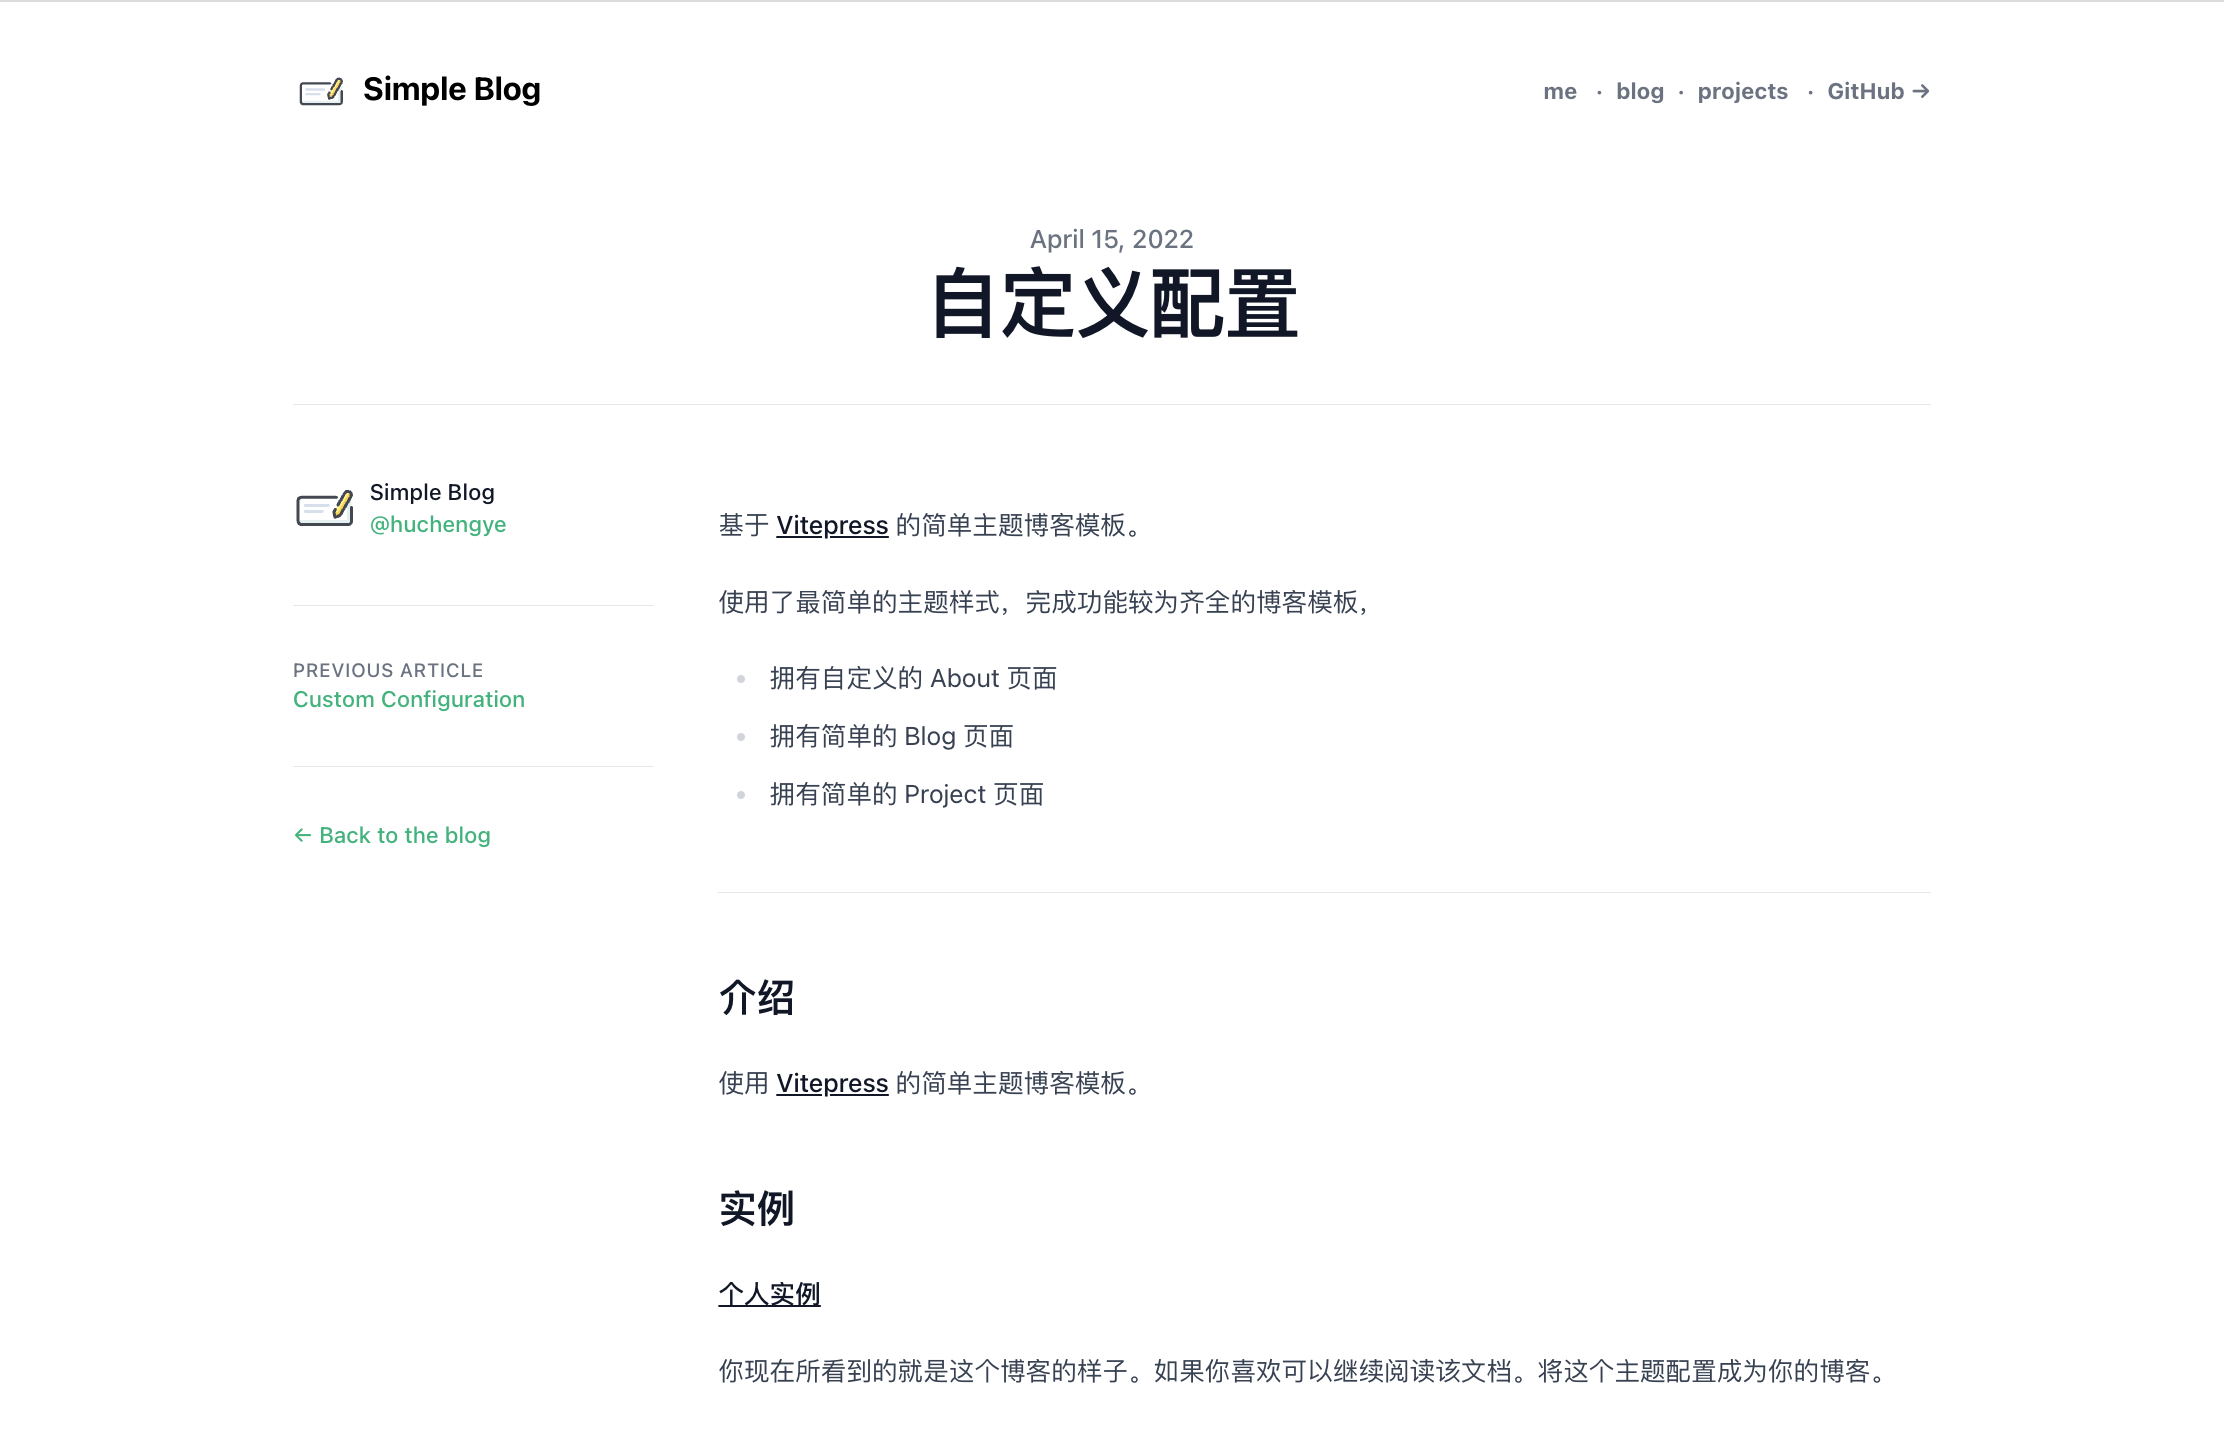 Simple Blog
me · blog · projects · GitHub →
April 15, 2022
自定义配置
Simple Blog
@huchengye
PREVIOUS ARTICLE
Custom Configuration
← Back to the blog
基于 Vitepress 的简单主题博客模板。
使用了最简单的主题样式，完成功能较为齐全的博客模板，
• 拥有自定义的 About 页面
• 拥有简单的 Blog 页面
• 拥有简单的 Project 页面
介绍
使用 Vitepress 的简单主题博客模板。
实例
个人实例
你现在所看到的就是这个博客的样子。如果你喜欢可以继续阅读该文档。将这个主题配置成为你的博客。